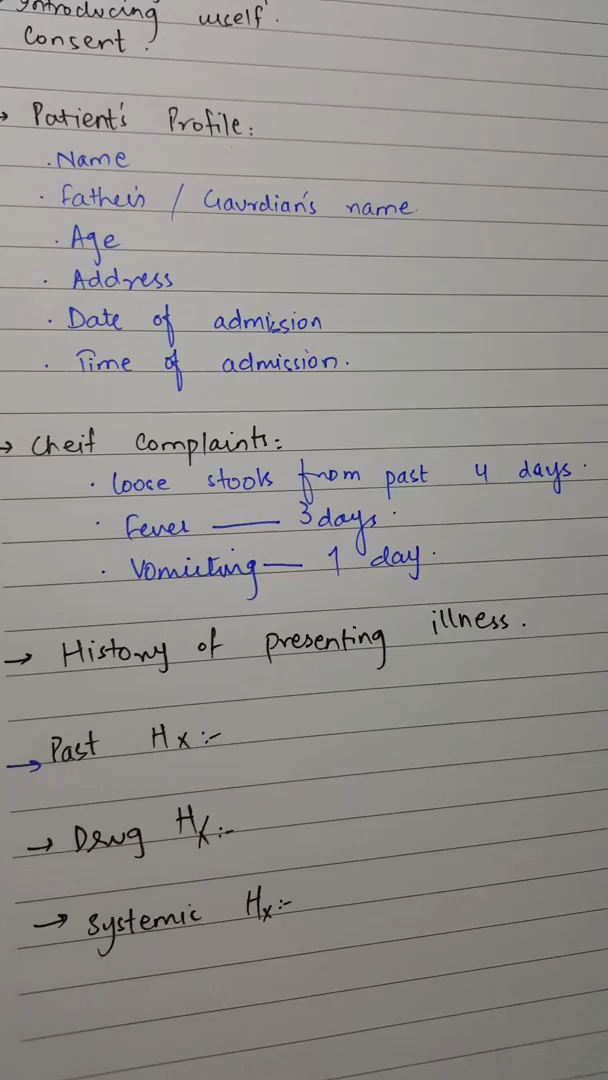 Introducing uself.
Consent.
→ Patient's Profile:
. Name
. Father's / Gaurdian's name.
. Age
. Address
. Date of admission
. Time of admission.
→ Cheif Complaints:
. loose stools from past 4 days.
. Fever — 3 days.
. Vomiting — 1 day.
→ History of presenting illness.
→ Past Hx:-
→ Drug Hx:-
→ Systemic Hx:-